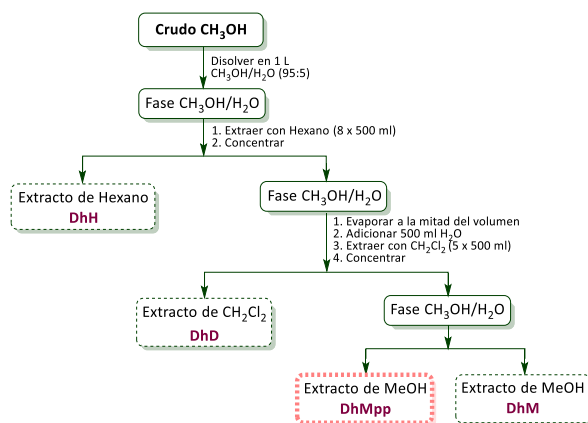 Crudo CH₃OH
Disolver en 1 L
CH₃OH/H₂O (95:5)
Fase CH₃OH/H₂O
1. Extraer con Hexano (8 x 500 ml)
2. Concentrar
Extracto de Hexano
DhH
Fase CH₃OH/H₂O
1. Evaporar a la mitad del volumen
2. Adicionar 500 ml H₂O
3. Extraer con CH₂Cl₂ (5 x 500 ml)
4. Concentrar
Extracto de CH₂Cl₂
DhD
Fase CH₃OH/H₂O
Extracto de MeOH
DhMpp
Extracto de MeOH
DhM